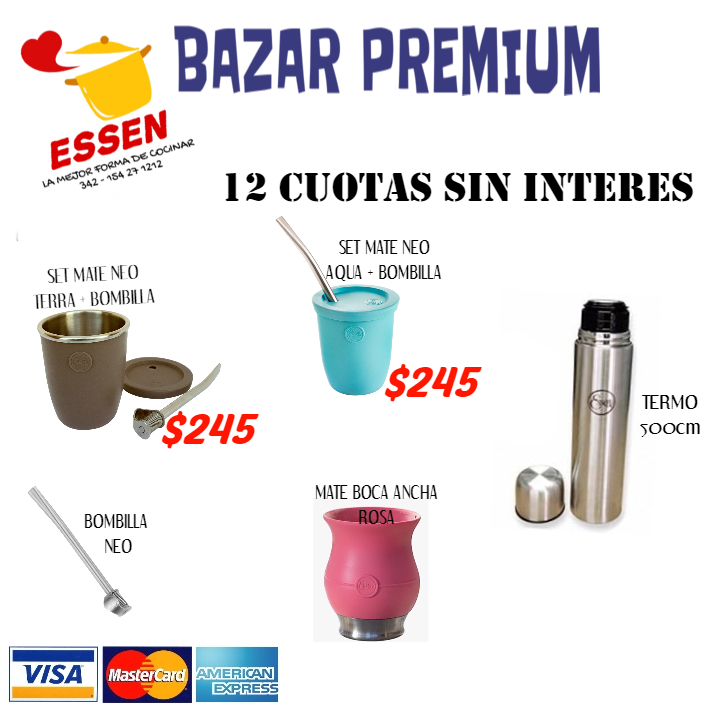 BAZAR PREMIUM
ESSEN
LA MEJOR FORMA DE COCINAR
342 - 154 27 1212
12 CUOTAS SIN INTERES
SET MATE NEO
TERRA + BOMBILLA
$245
SET MATE NEO
AQUA + BOMBILLA
$245
TERMO
500cm
BOMBILLA
NEO
MATE BOCA ANCHA
ROSA
VISA
MasterCard
AMERICAN
EXPRESS